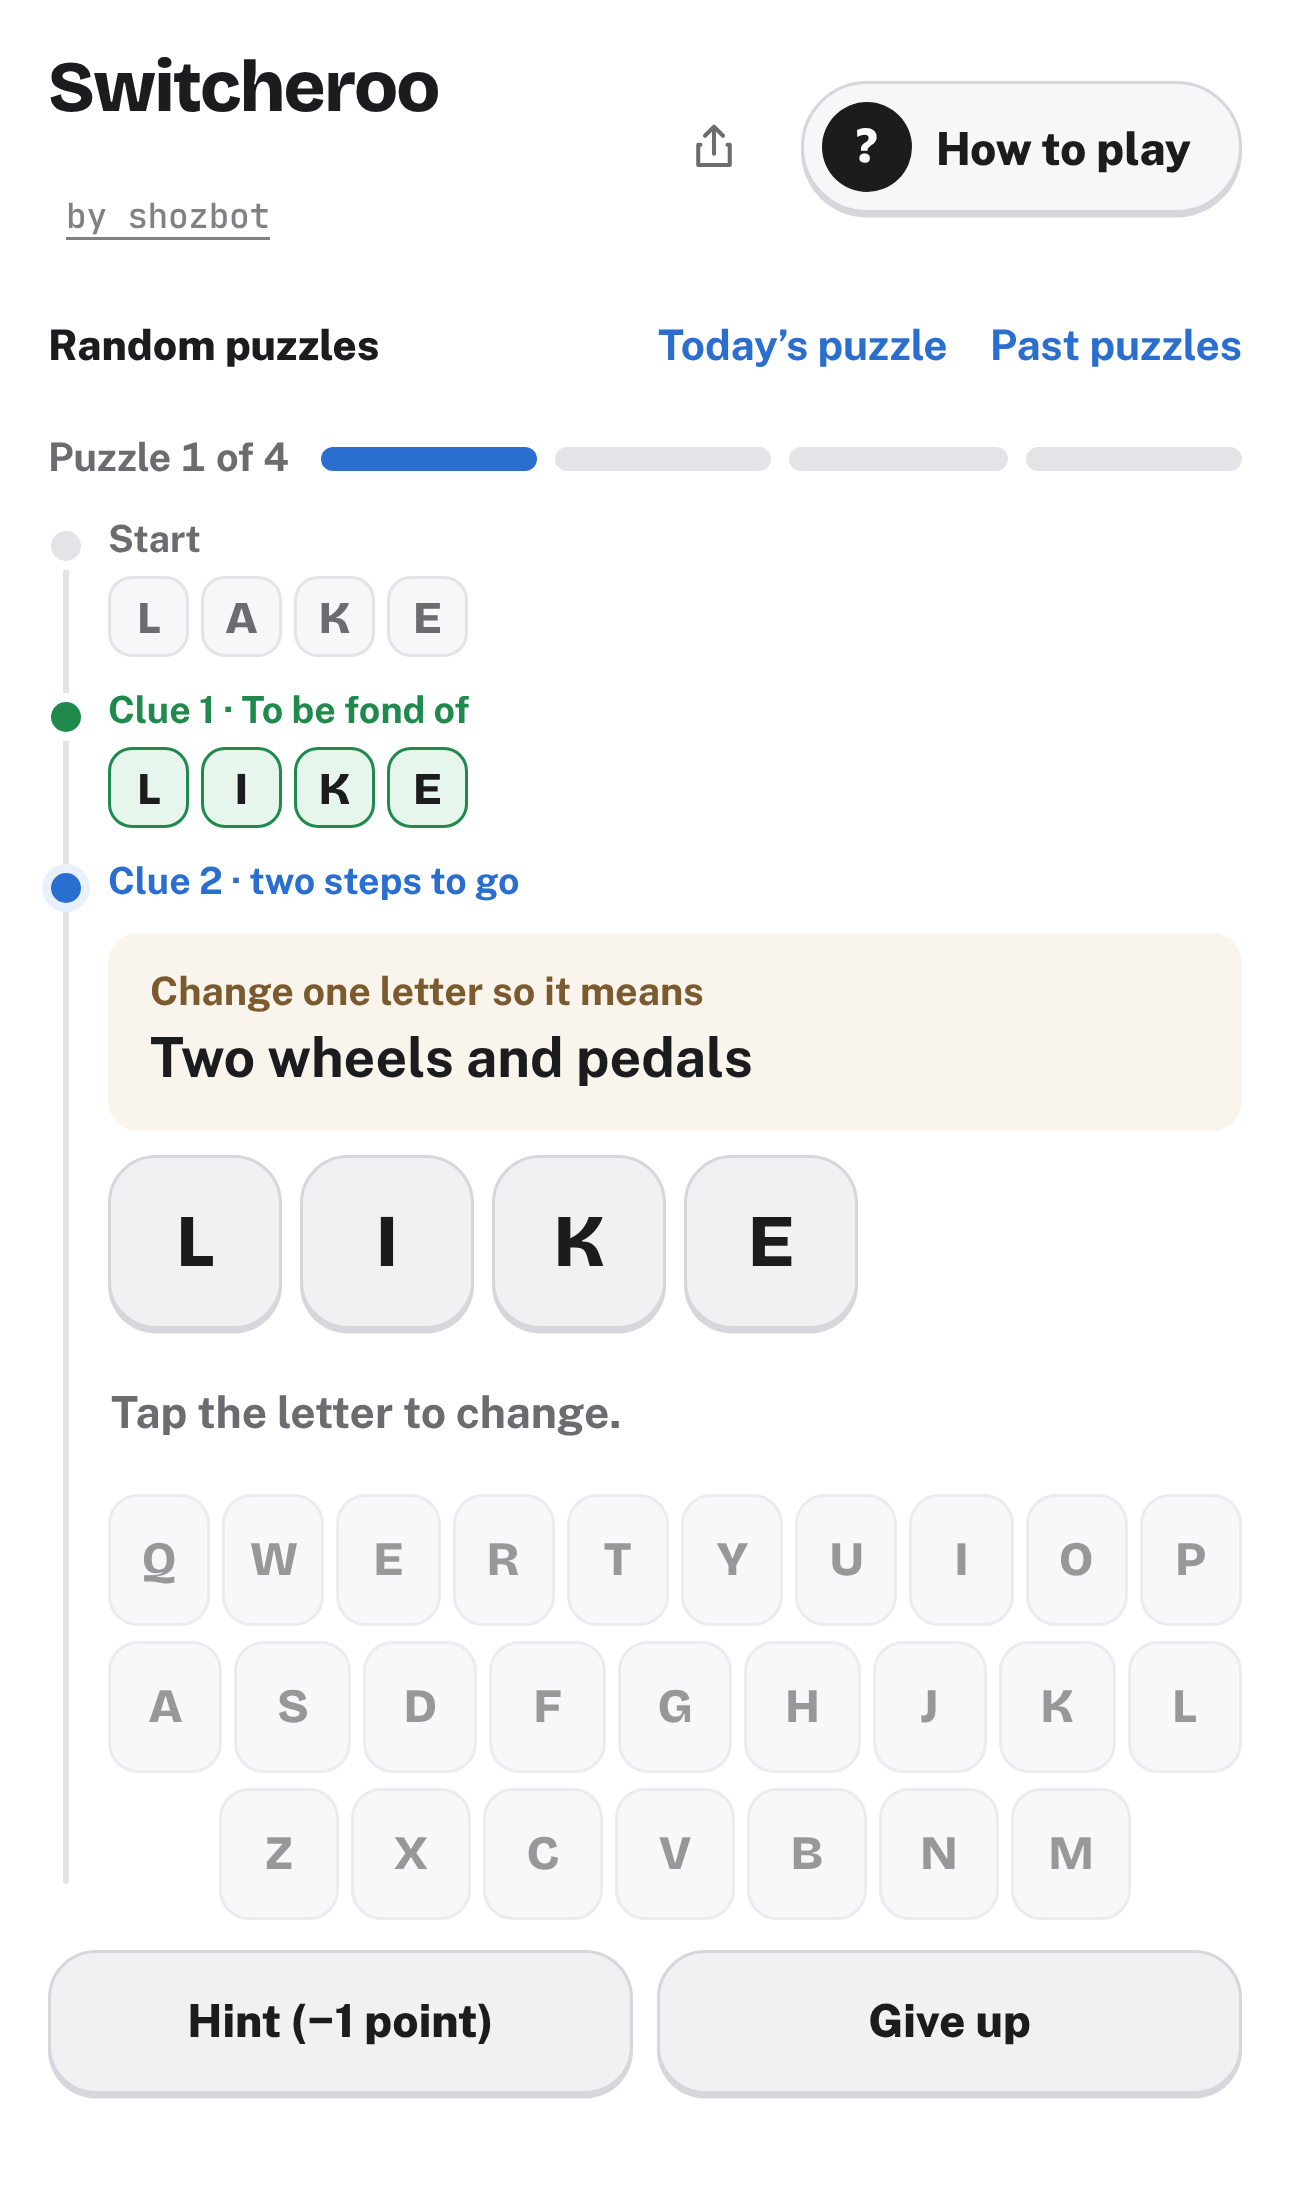 Switcheroo
? How to play
by shozbot
Random puzzles
Today’s puzzle Past puzzles
Puzzle 1 of 4
Start
L A K E
Clue 1 · To be fond of
L I K E
Clue 2 · two steps to go
Change one letter so it means
Two wheels and pedals
L I K E
Tap the letter to change.
Q W E R T Y U I O P
A S D F G H J K L
Z X C V B N M
Hint (−1 point)
Give up